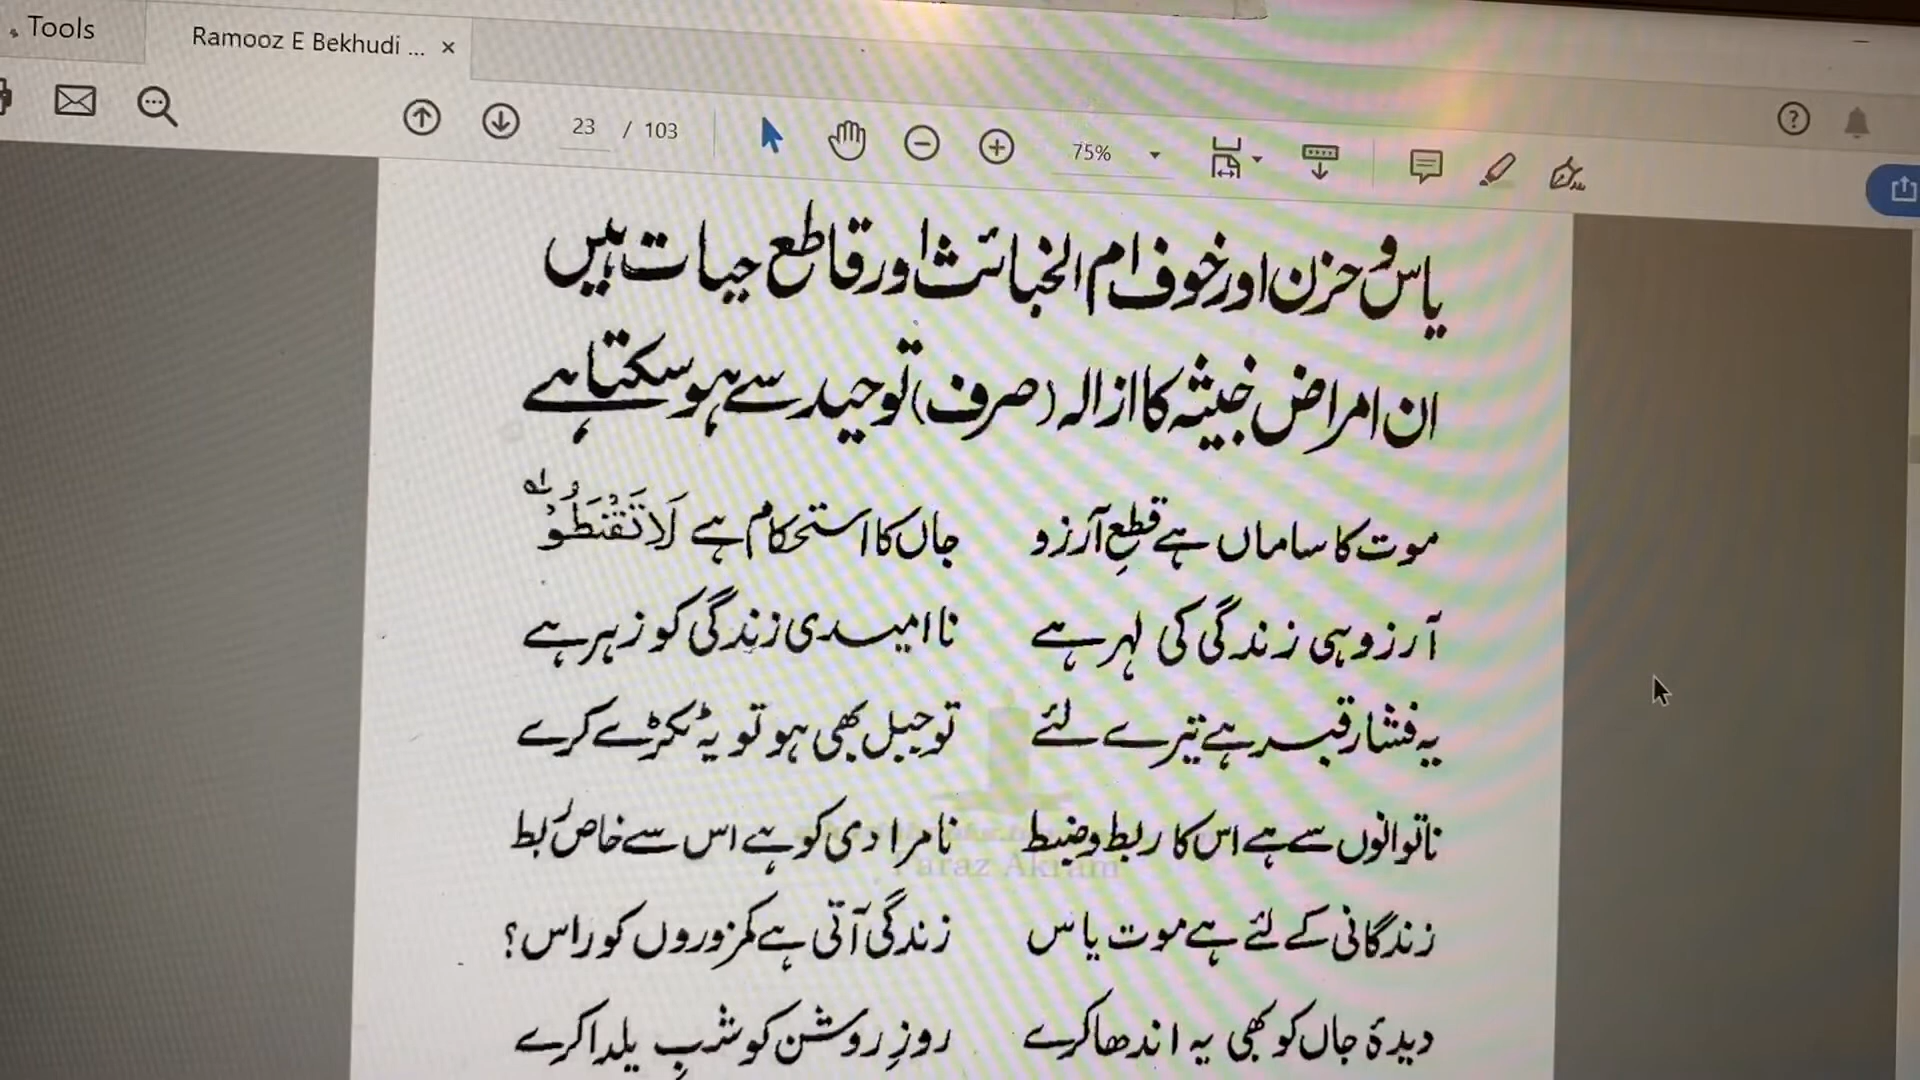 Tools
Ramooz E Bekhudi ... ×
23 / 103 75%
یاس و حزن اور خوف ام الخبائث اور قاطع حیات ہیں
ان امراض خبیثہ کا ازالہ (صرف) توحید سے ہو سکتا ہے
موت کا ساماں ہے قطعِ آرزو جاں کا استحکام ہے لَا تَقْنَطُوْا
آرزو ہی زندگی کی لہر ہے نا امیدی زندگی کو زہر ہے
یہ فشار قبر ہے تیرے لئے تو جبل بھی ہو تو یہ ٹکڑے کرے
ناتوانوں سے ہے اس کا ربط و ضبط نامرادی کو ہے اس سے خاص ربط
زندگانی کے لئے ہے موت یاس زندگی آتی ہے کمزوروں کو راس؟
دیدۂ جاں کو بھی یہ اندھا کرے روزِ روشن کو شبِ یلدا کرے
Faraz Akram